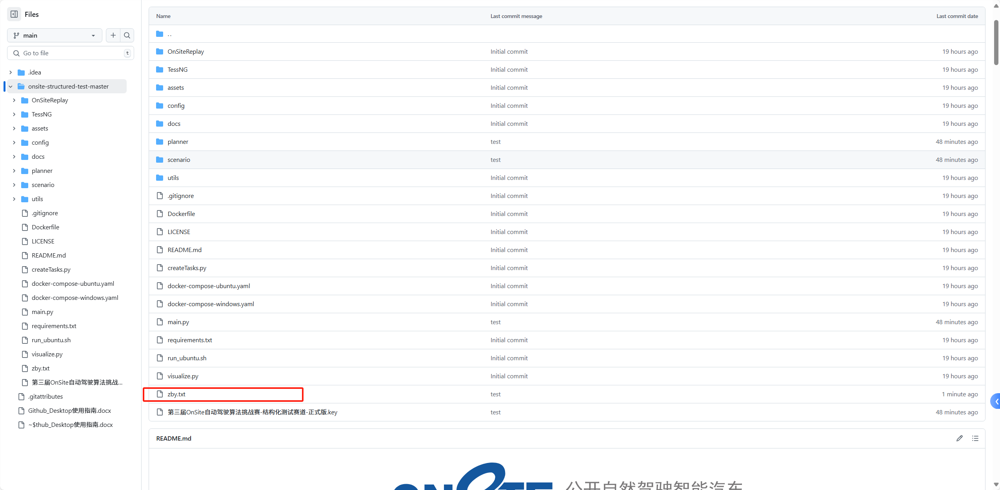 Files
main
Go to file
t
.idea
onsite-structured-test-master
OnSiteReplay
TessNG
assets
config
docs
planner
scenario
utils
.gitignore
Dockerfile
LICENSE
README.md
createTasks.py
docker-compose-ubuntu.yaml
docker-compose-windows.yaml
main.py
requirements.txt
run_ubuntu.sh
visualize.py
zby.txt
第三届OnSite自动驾驶算法挑战...
.gitattributes
Github_Desktop使用指南.docx
~$thub_Desktop使用指南.docx
Name Last commit message Last commit date
..
OnSiteReplay Initial commit 19 hours ago
TessNG Initial commit 19 hours ago
assets Initial commit 19 hours ago
config Initial commit 19 hours ago
docs Initial commit 19 hours ago
planner test 48 minutes ago
scenario test 48 minutes ago
utils Initial commit 19 hours ago
.gitignore Initial commit 19 hours ago
Dockerfile Initial commit 19 hours ago
LICENSE Initial commit 19 hours ago
README.md Initial commit 19 hours ago
createTasks.py Initial commit 19 hours ago
docker-compose-ubuntu.yaml Initial commit 19 hours ago
docker-compose-windows.yaml Initial commit 19 hours ago
main.py test 48 minutes ago
requirements.txt Initial commit 19 hours ago
run_ubuntu.sh Initial commit 19 hours ago
visualize.py Initial commit 19 hours ago
zby.txt test 1 minute ago
第三届OnSite自动驾驶算法挑战赛-结构化测试赛道-正式版.key test 48 minutes ago
README.md
ONSITE 公开自然驾驶智能汽车